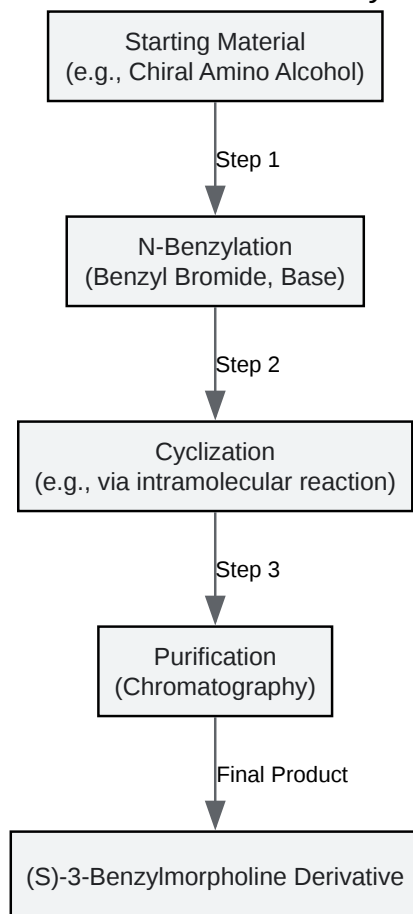 Starting Material
(e.g., Chiral Amino Alcohol)
Step 1
N-Benzylation
(Benzyl Bromide, Base)
Step 2
Cyclization
(e.g., via intramolecular reaction)
Step 3
Purification
(Chromatography)
Final Product
(S)-3-Benzylmorpholine Derivative